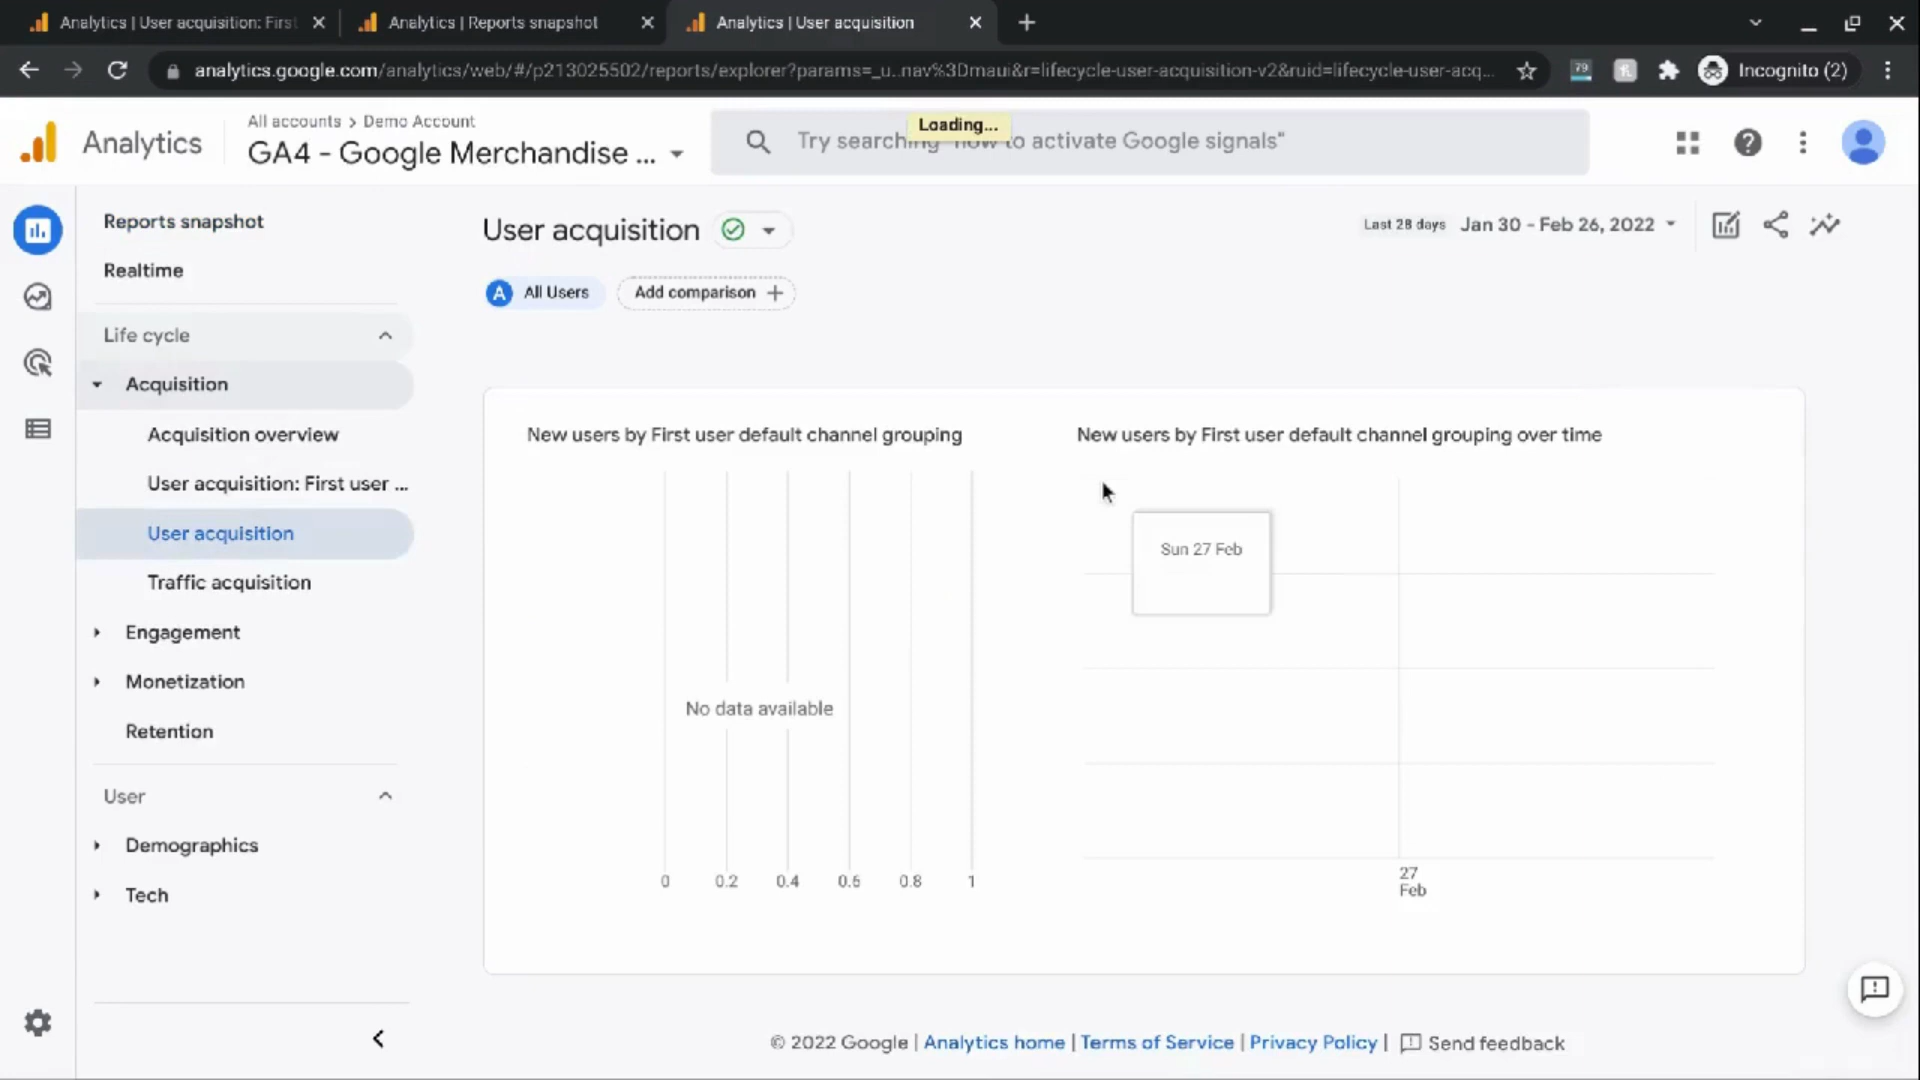 Analytics | User acquisition: First
Analytics | Reports snapshot
Analytics | User acquisition
analytics.google.com/analytics/web/#/p213025502/reports/explorer?params=_u..nav%3Dmaui&r=lifecycle-user-acquisition-v2&ruid=lifecycle-user-acq...
79
Incognito (2)
Analytics
All accounts > Demo Account
GA4 - Google Merchandise ...
Loading...
Try searching "how to activate Google signals"
Reports snapshot
Realtime
Life cycle
Acquisition
Acquisition overview
User acquisition: First user ...
User acquisition
Traffic acquisition
Engagement
Monetization
Retention
User
Demographics
Tech
User acquisition
Last 28 days Jan 30 - Feb 26, 2022
A All Users
Add comparison +
New users by First user default channel grouping
No data available
0 0.2 0.4 0.6 0.8 1
New users by First user default channel grouping over time
Sun 27 Feb
27
Feb
© 2022 Google | Analytics home | Terms of Service | Privacy Policy | Send feedback